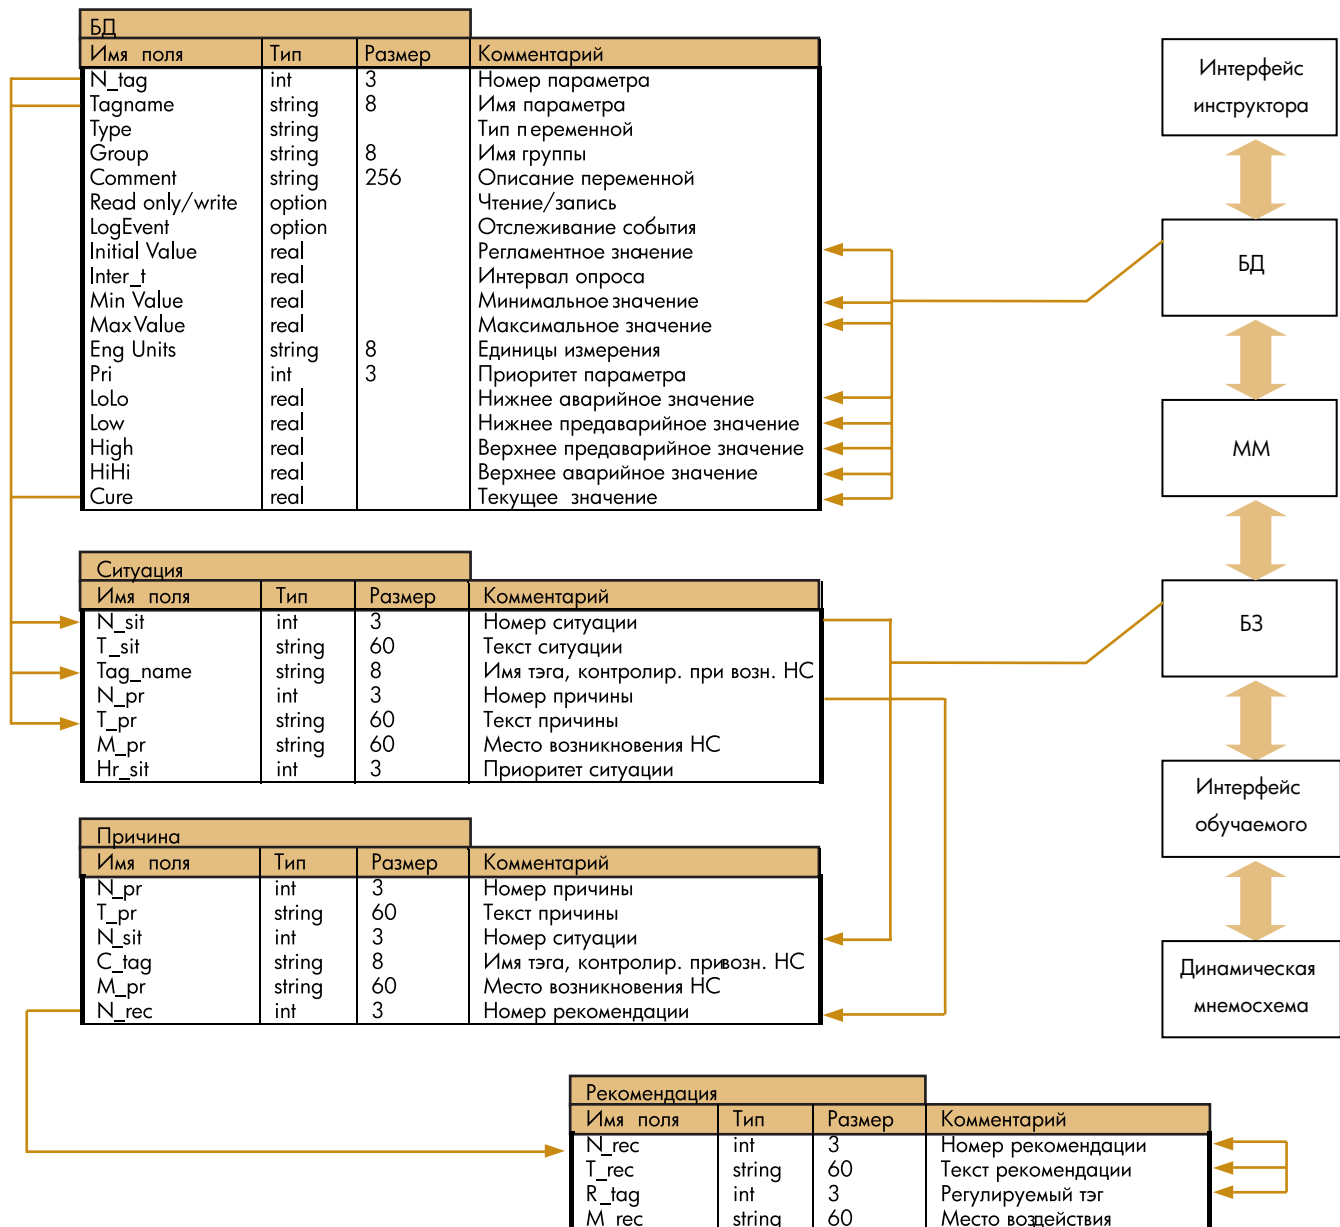 БД
Имя поля Тип Размер Комментарий
N_tag int 3 Номер параметра
Tagname string 8 Имя параметра
Type string Тип переменной
Group string 8 Имя группы
Comment string 256 Описание переменной
Read only/write option Чтение/запись
LogEvent option Отслеживание события
Initial Value real Регламентное значение
Inter_t real Интервал опроса
Min Value real Минимальное значение
Max Value real Максимальное значение
Eng Units string 8 Единицы измерения
Pri int 3 Приоритет параметра
LoLo real Нижнее аварийное значение
Low real Нижнее предаварийное значение
High real Верхнее предаварийное значение
HiHi real Верхнее аварийное значение
Cure real Текущее значение
Ситуация
Имя поля Тип Размер Комментарий
N_sit int 3 Номер ситуации
T_sit string 60 Текст ситуации
Tag_name string 8 Имя тэга, контролир. при возн. НС
N_pr int 3 Номер причины
T_pr string 60 Текст причины
M_pr string 60 Место возникновения НС
Hr_sit int 3 Приоритет ситуации
Причина
Имя поля Тип Размер Комментарий
N_pr int 3 Номер причины
T_pr string 60 Текст причины
N_sit int 3 Номер ситуации
C_tag string 8 Имя тэга, контролир. при возн. НС
M_pr string 60 Место возникновения НС
N_rec int 3 Номер рекомендации
Рекомендация
Имя поля Тип Размер Комментарий
N_rec int 3 Номер рекомендации
T_rec string 60 Текст рекомендации
R_tag int 3 Регулируемый тэг
M_rec string 60 Место воздействия
Интерфейс
инструктора
БД
ММ
БЗ
Интерфейс
обучаемого
Динамическая
мнемосхема